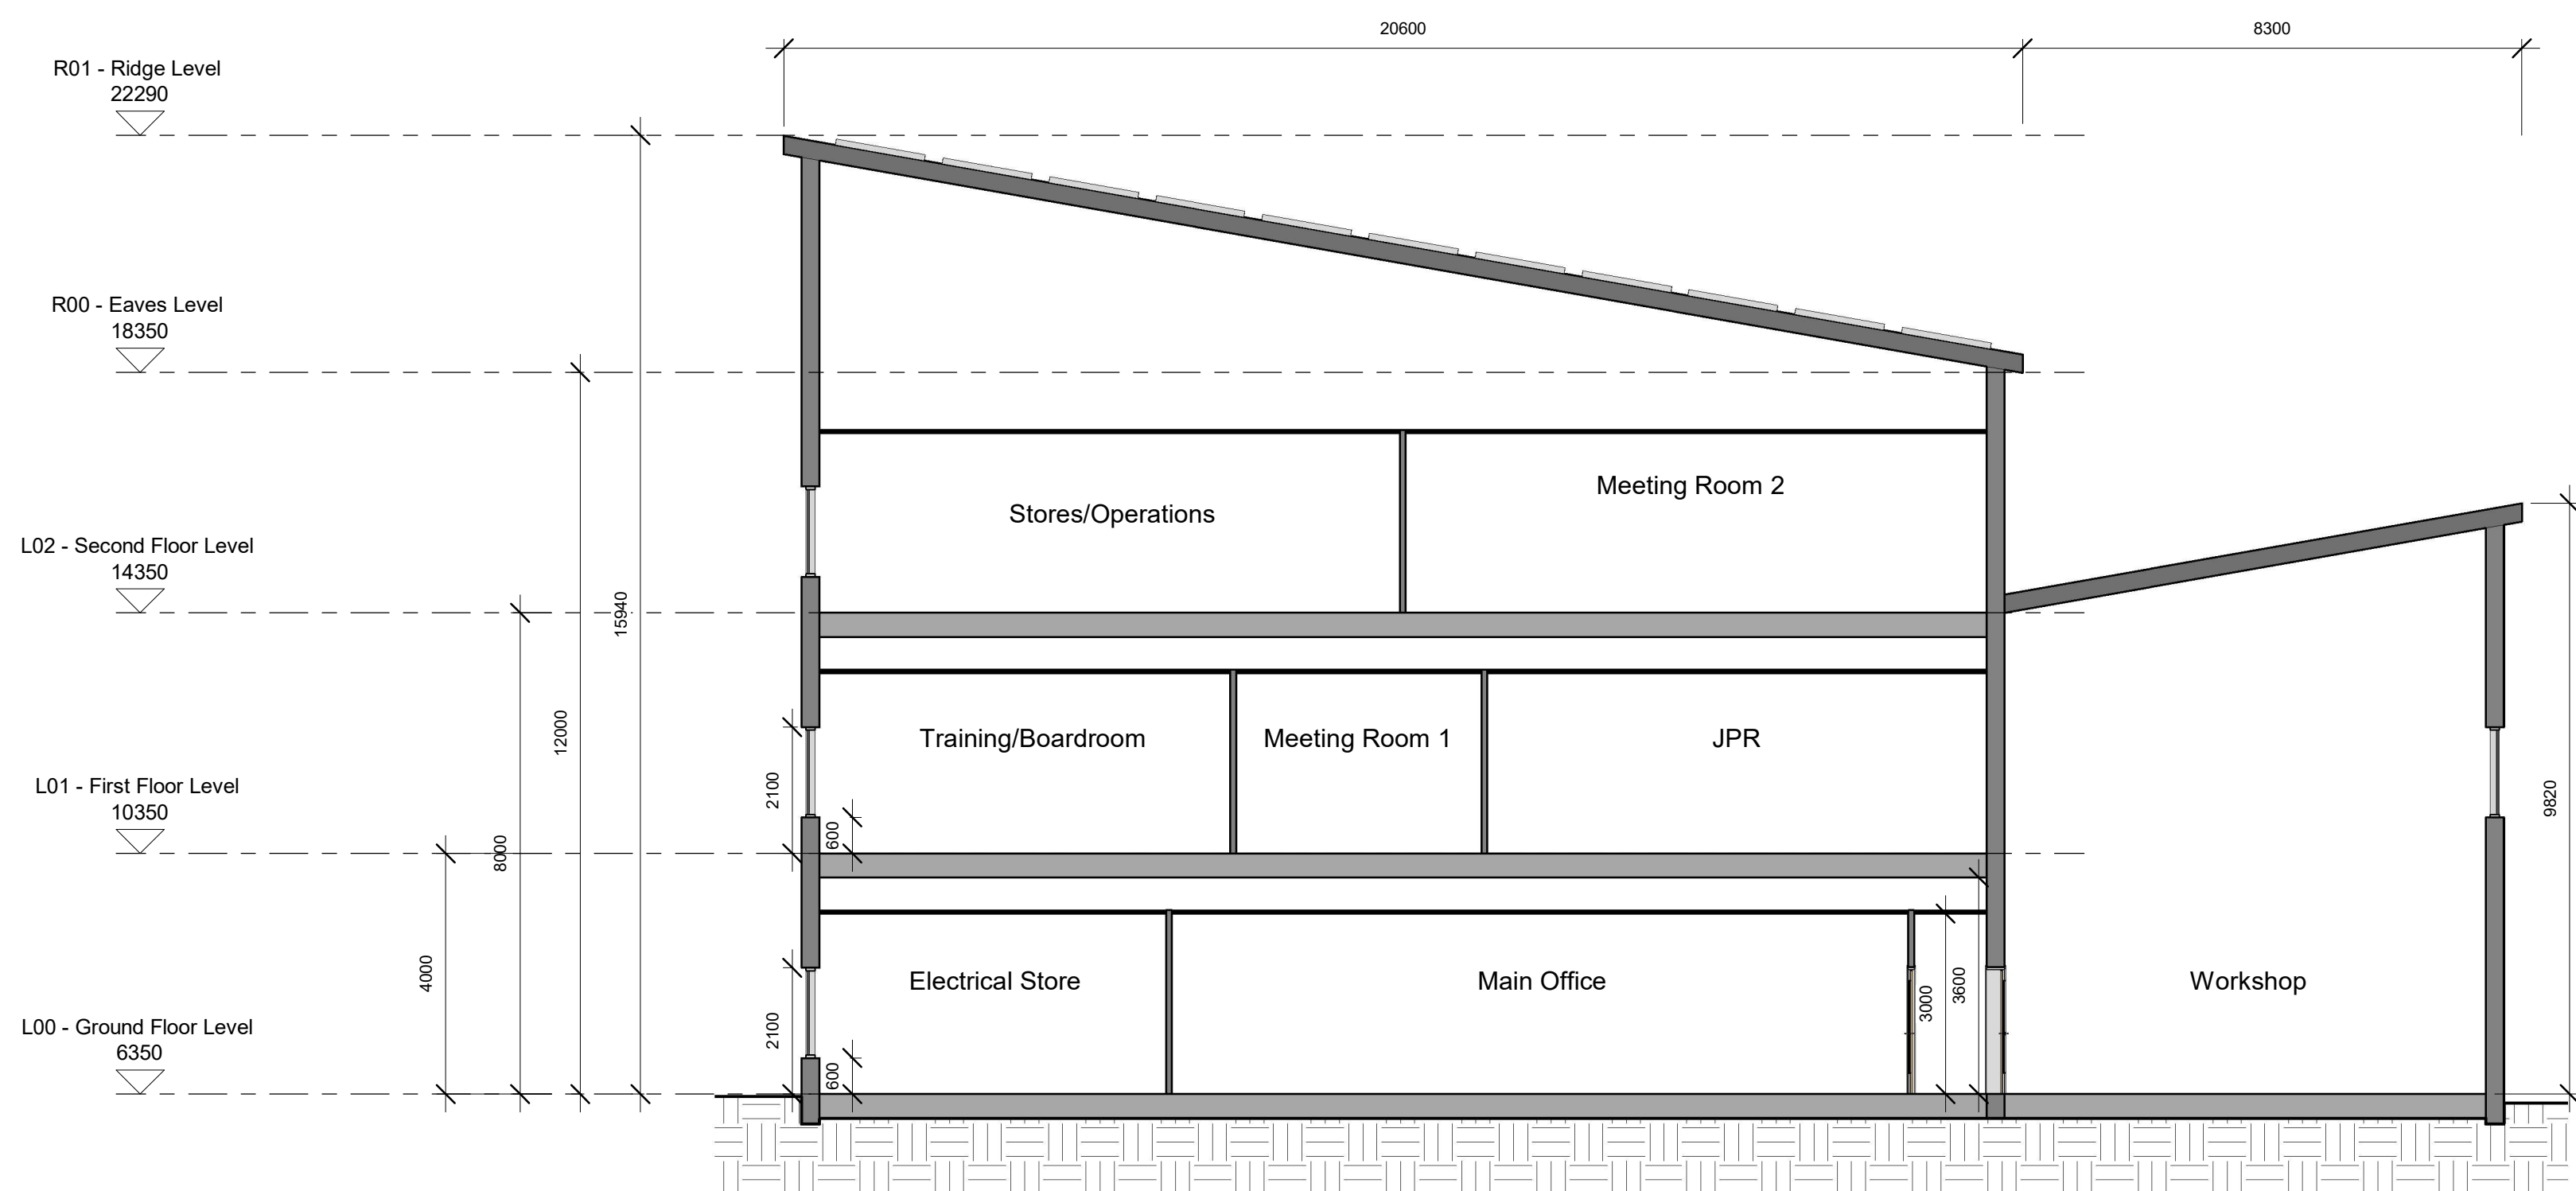 20600
8300
R01 - Ridge Level
22290
R00 - Eaves Level
18350
Meeting Room 2
Stores/Operations
L02 - Second Floor Level
14350
15940
12000
Training/Boardroom
Meeting Room 1
JPR
L01 - First Floor Level
10350
2100
9820
600
8000
4000
Electrical Store
Main Office
Workshop
3600
3000
L00 - Ground Floor Level
6350
2100
600